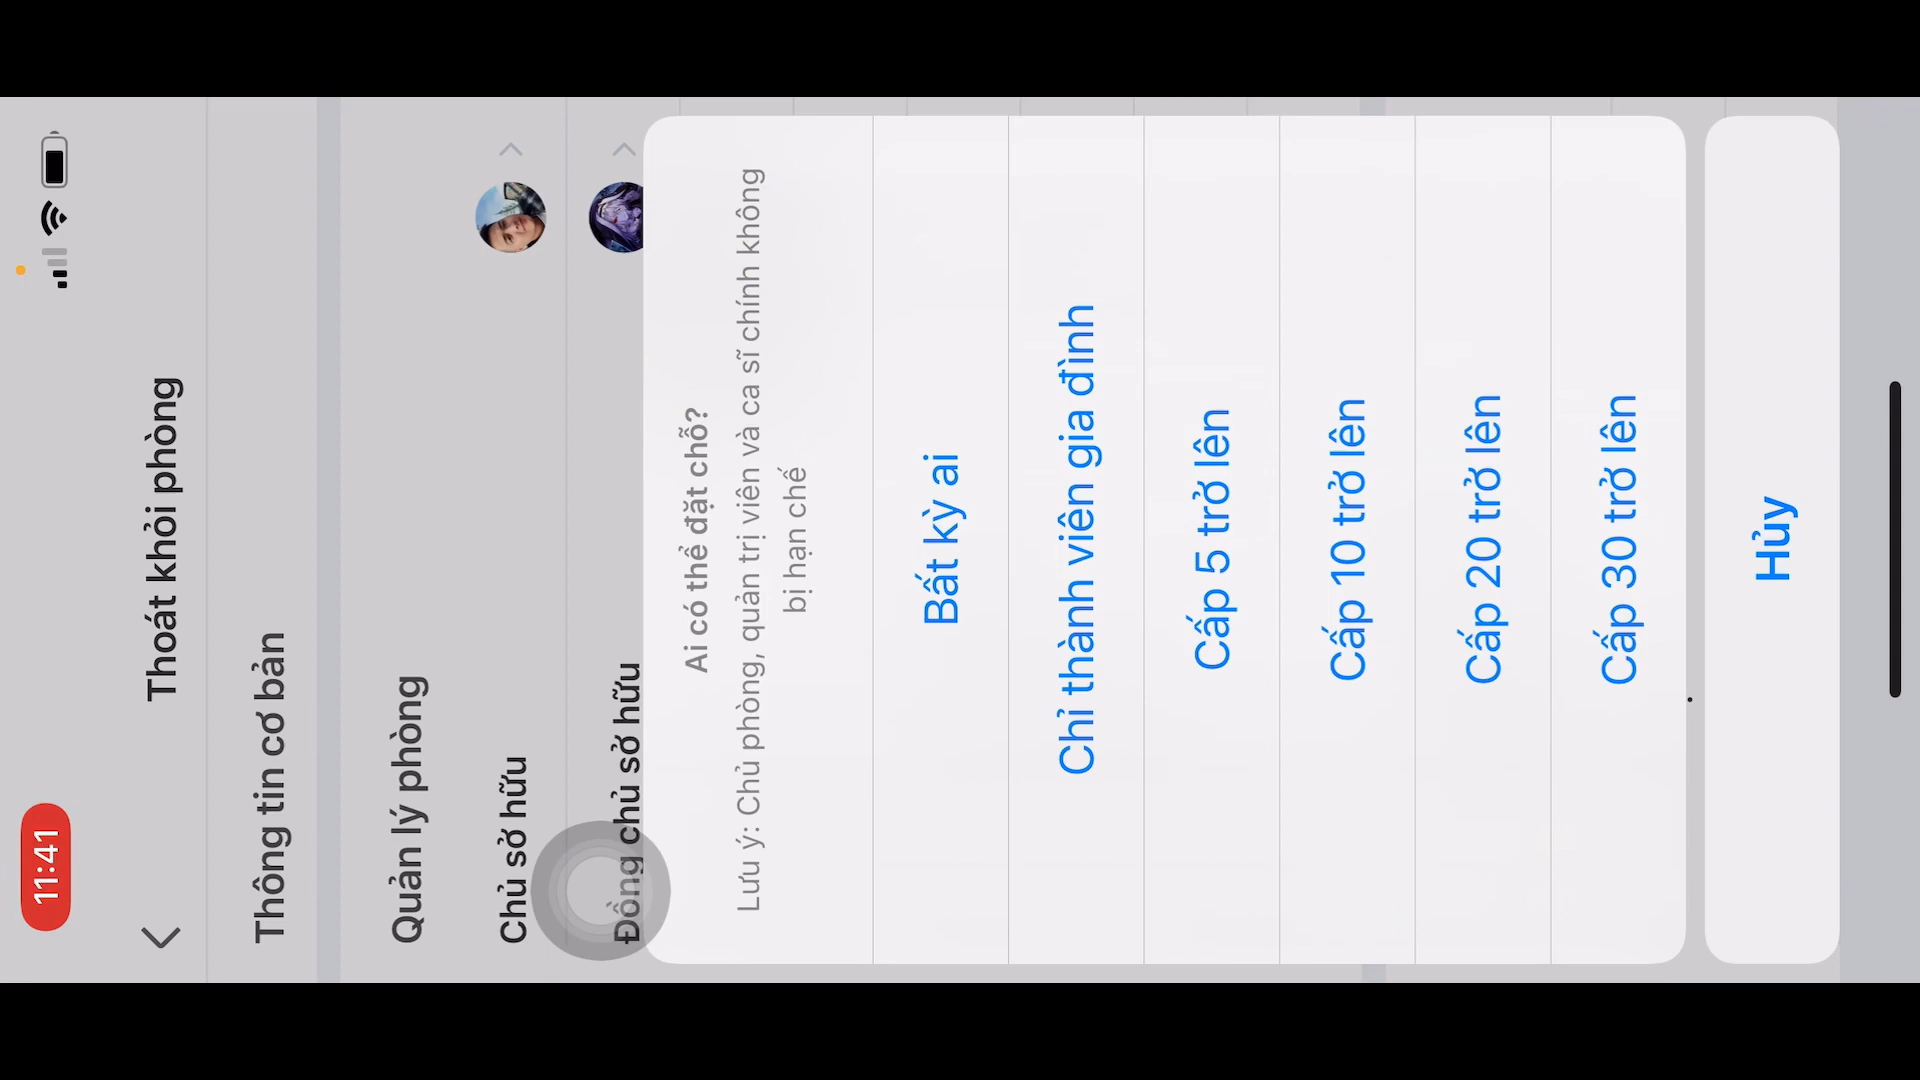 11:41
Thoát khỏi phòng
Thông tin cơ bản
Quản lý phòng
Chủ sở hữu
Đồng chủ sở hữu
Ai có thể đặt chỗ?
Lưu ý: Chủ phòng, quản trị viên và ca sĩ chính không
bị hạn chế
Bất kỳ ai
Chỉ thành viên gia đình
Cấp 5 trở lên
Cấp 10 trở lên
Cấp 20 trở lên
Cấp 30 trở lên
Hủy